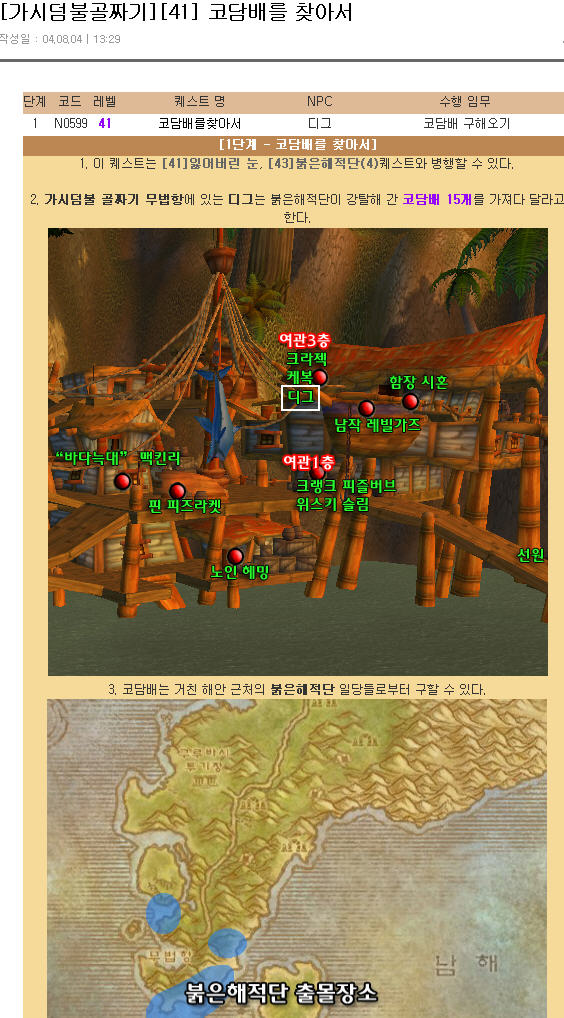 [가시덤불골짜기][41] 코담배를 찾아서
작성일 : 04.08.04 | 13:29
단계 코드 레벨 퀘스트 명 NPC 수행 임무
1 N0599 41 코담배를찾아서 디그 코담배 구해오기
[1단계 - 코담배를 찾아서]
1. 이 퀘스트는 [41]잃어버린 눈, [43]붉은해적단(4)퀘스트와 병행할 수 있다.
2. 가시덤불 골짜기 무법항에 있는 디그는 붉은해적단이 강탈해 간 코담배 15개를 가져다 달라고
한다.
여관3층
크라젝
케복
디그
함장 시혼
남작 레빌가즈
“바다늑대” 맥킨리
여관1층
크랭크 피즐버브
위스키 슬림
핀 피즈라켓
선원
노인 헤밍
3. 코담배는 거친 해안 근처의 붉은해적단 일당들로부터 구할 수 있다.
구루바시
투기장
무법항
남 해
붉은해적단 출몰장소